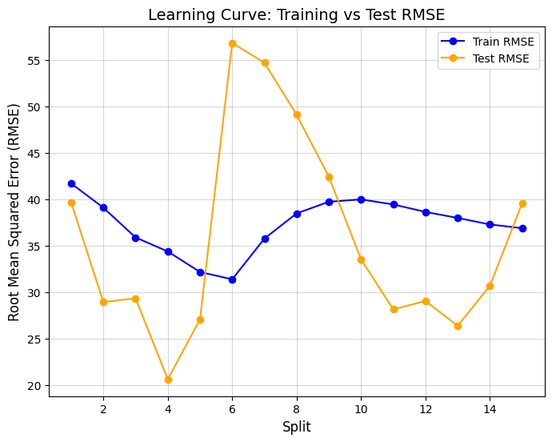 Learning Curve: Training vs Test RMSE
Train RMSE
Test RMSE
Root Mean Squared Error (RMSE)
55
50
45
40
35
30
25
20
2 4 6 8 10 12 14
Split